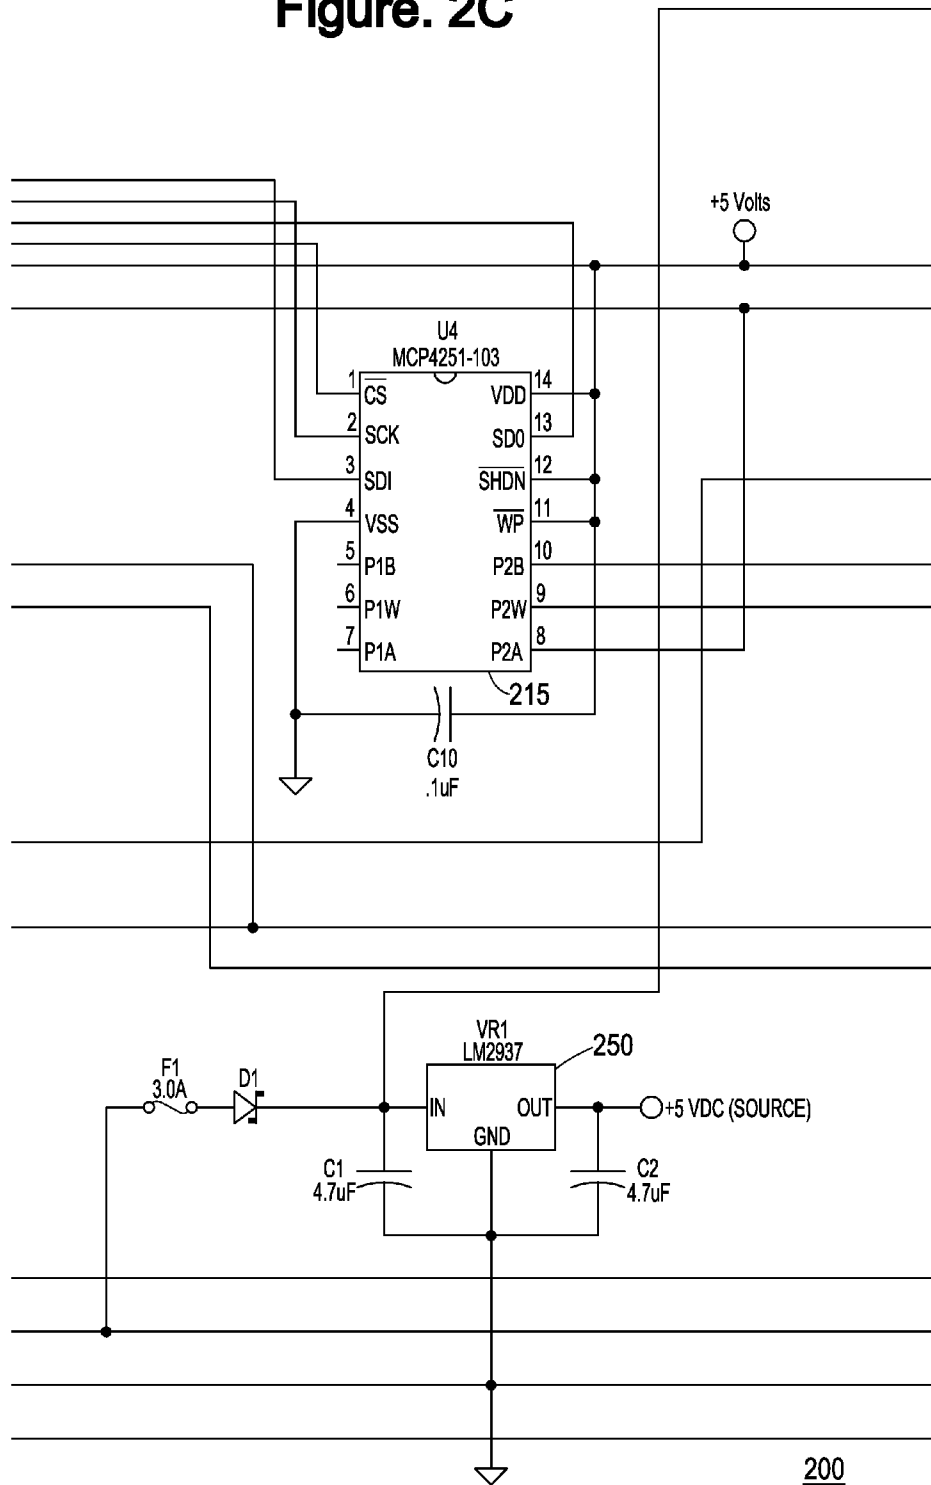 Figure. 2C
+5 Volts
U4
MCP4251-103
1 CS VDD 14
2 SCK SD0 13
3 SDI SHDN 12
4 VSS WP 11
5 P1B P2B 10
6 P1W P2W 9
7 P1A P2A 8
215
C10
.1uF
VR1
LM2937
250
F1
3.0A
D1
IN OUT
GND
+5 VDC (SOURCE)
C1
4.7uF
C2
4.7uF
200